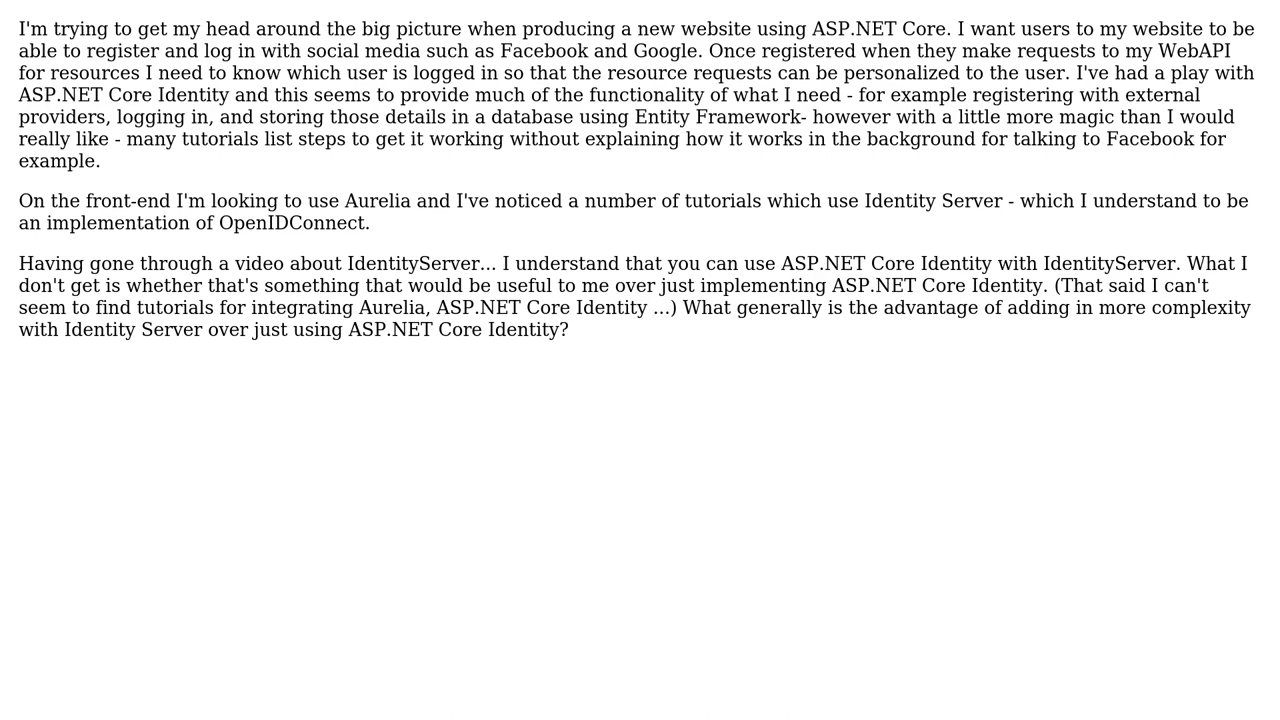 I'm trying to get my head around the big picture when producing a new website using ASP.NET Core. I want users to my website to be
able to register and log in with social media such as Facebook and Google. Once registered when they make requests to my WebAPI
for resources I need to know which user is logged in so that the resource requests can be personalized to the user. I've had a play with
ASP.NET Core Identity and this seems to provide much of the functionality of what I need - for example registering with external
providers, logging in, and storing those details in a database using Entity Framework- however with a little more magic than I would
really like - many tutorials list steps to get it working without explaining how it works in the background for talking to Facebook for
example.
On the front-end I'm looking to use Aurelia and I've noticed a number of tutorials which use Identity Server - which I understand to be
an implementation of OpenIDConnect.
Having gone through a video about IdentityServer... I understand that you can use ASP.NET Core Identity with IdentityServer. What I
don't get is whether that's something that would be useful to me over just implementing ASP.NET Core Identity. (That said I can't
seem to find tutorials for integrating Aurelia, ASP.NET Core Identity ...) What generally is the advantage of adding in more complexity
with Identity Server over just using ASP.NET Core Identity?